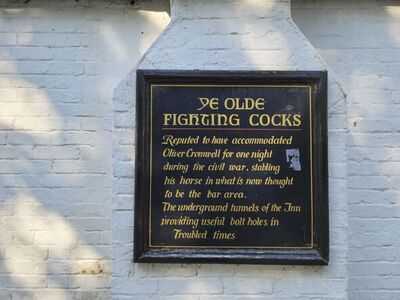 YE OLDE
FIGHTING COCKS
Reputed to have accommodated
Oliver Cromwell for one night
during the civil war, stabling
his horse in what is now thought
to be the bar area.
The underground tunnels of the Inn
providing useful bolt holes in
Troubled times